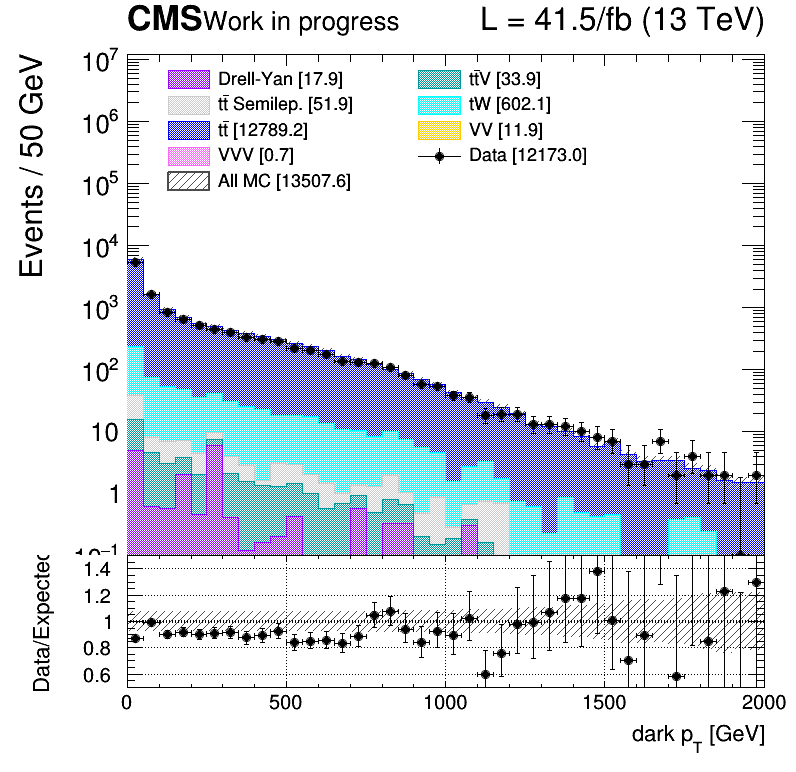 CMS Work in progress L = 41.5/fb (13 TeV)
Events / 50 GeV
Drell-Yan [17.9]
tt̄ Semilep. [51.9]
tt̄ [12789.2]
VVV [0.7]
All MC [13507.6]
tt̄V [33.9]
tW [602.1]
VV [11.9]
Data [12173.0]
10⁷
10⁶
10⁵
10⁴
10³
10²
10
1
10⁻¹
Data/Expected
1.4
1.2
1
0.8
0.6
0 500 1000 1500 2000
dark p_T [GeV]